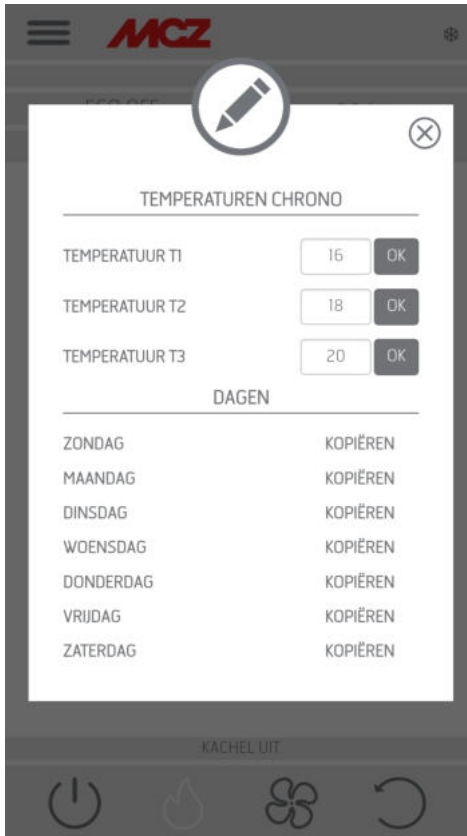 MCZ
TEMPERATUREN CHRONO
TEMPERATUUR T1 16 OK
TEMPERATUUR T2 18 OK
TEMPERATUUR T3 20 OK
DAGEN
ZONDAG KOPIËREN
MAANDAG KOPIËREN
DINSDAG KOPIËREN
WOENSDAG KOPIËREN
DONDERDAG KOPIËREN
VRIJDAG KOPIËREN
ZATERDAG KOPIËREN
KACHEL UIT